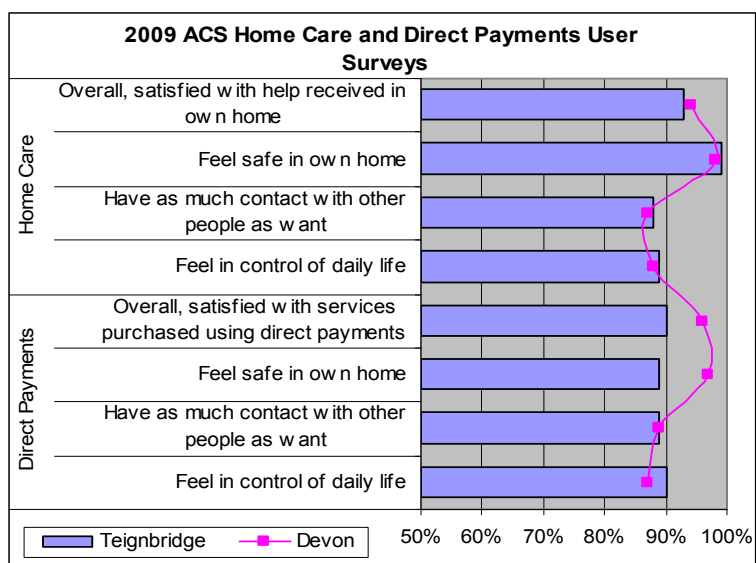 2009 ACS Home Care and Direct Payments User
Surveys
Home Care
Overall, satisfied with help received in
own home
Feel safe in own home
Have as much contact with other
people as want
Feel in control of daily life
Direct Payments
Overall, satisfied with services
purchased using direct payments
Feel safe in own home
Have as much contact with other
people as want
Feel in control of daily life
50% 60% 70% 80% 90% 100%
Teignbridge Devon